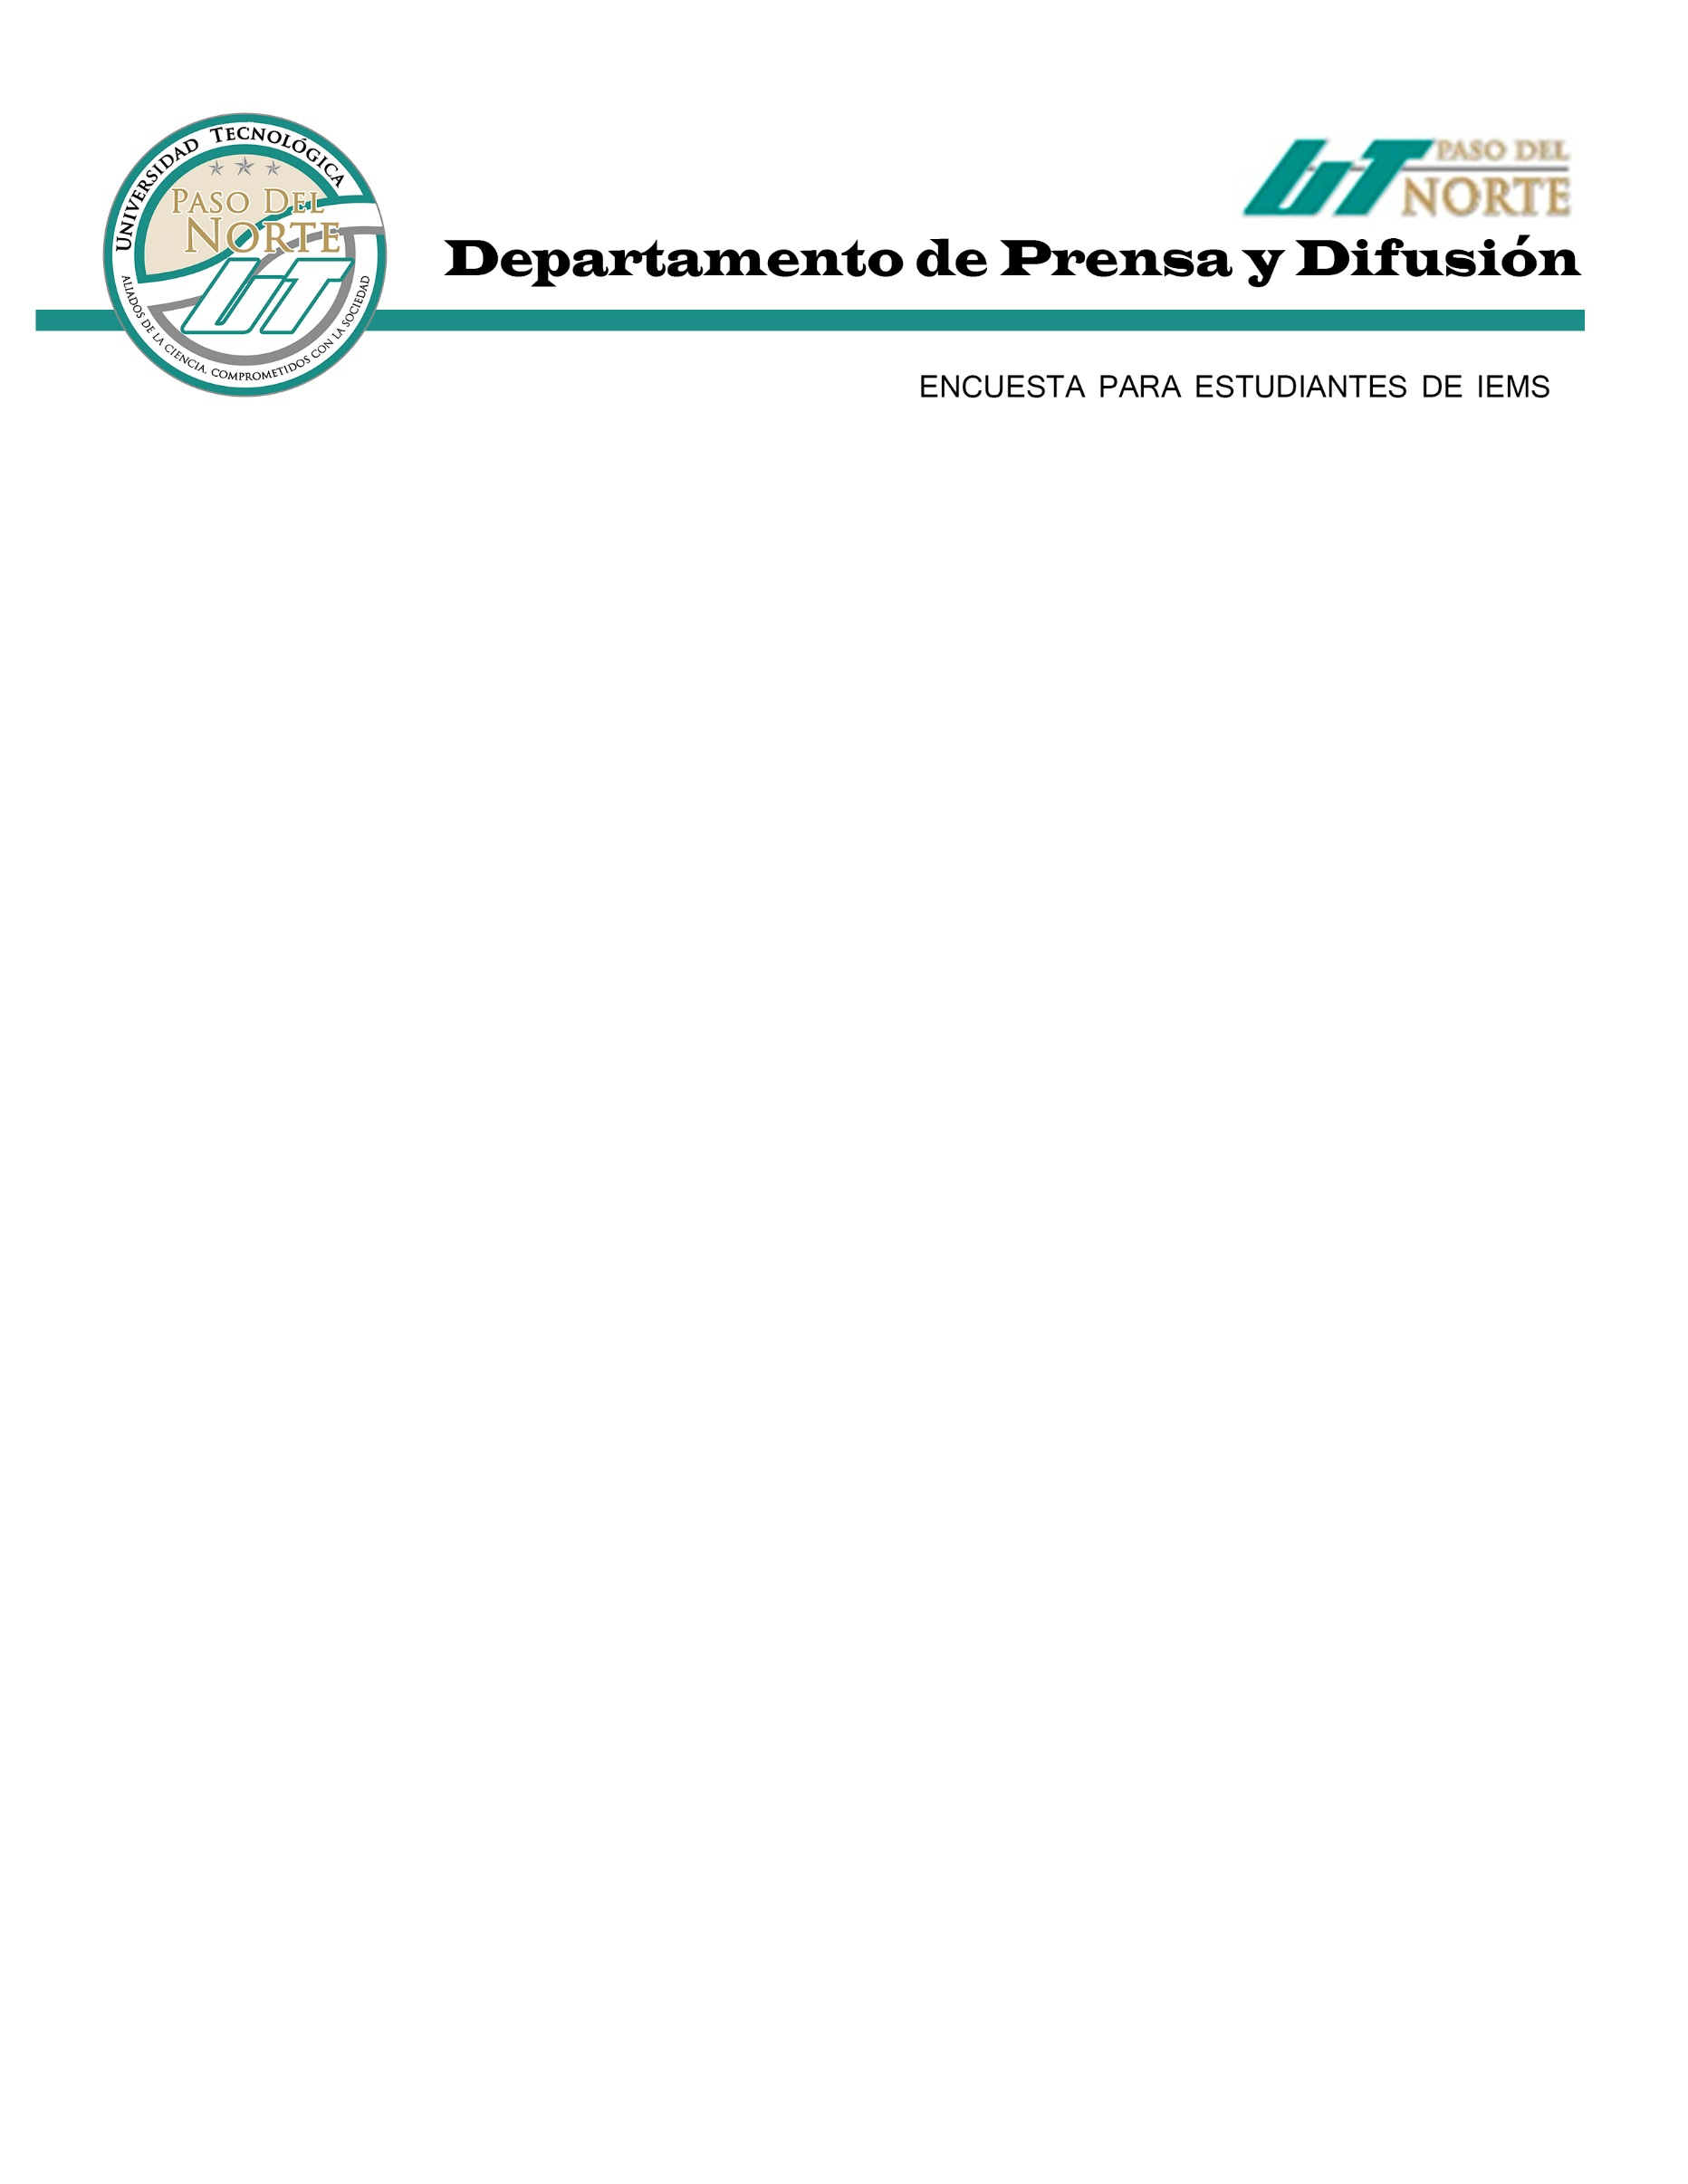 UNIVERSIDAD TECNOLÓGICA
PASO DEL
NORTE
UT
ALIADOS DE LA CIENCIA, COMPROMETIDOS CON LA SOCIEDAD
UT PASO DEL
NORTE
Departamento de Prensa y Difusión
ENCUESTA PARA ESTUDIANTES DE IEMS